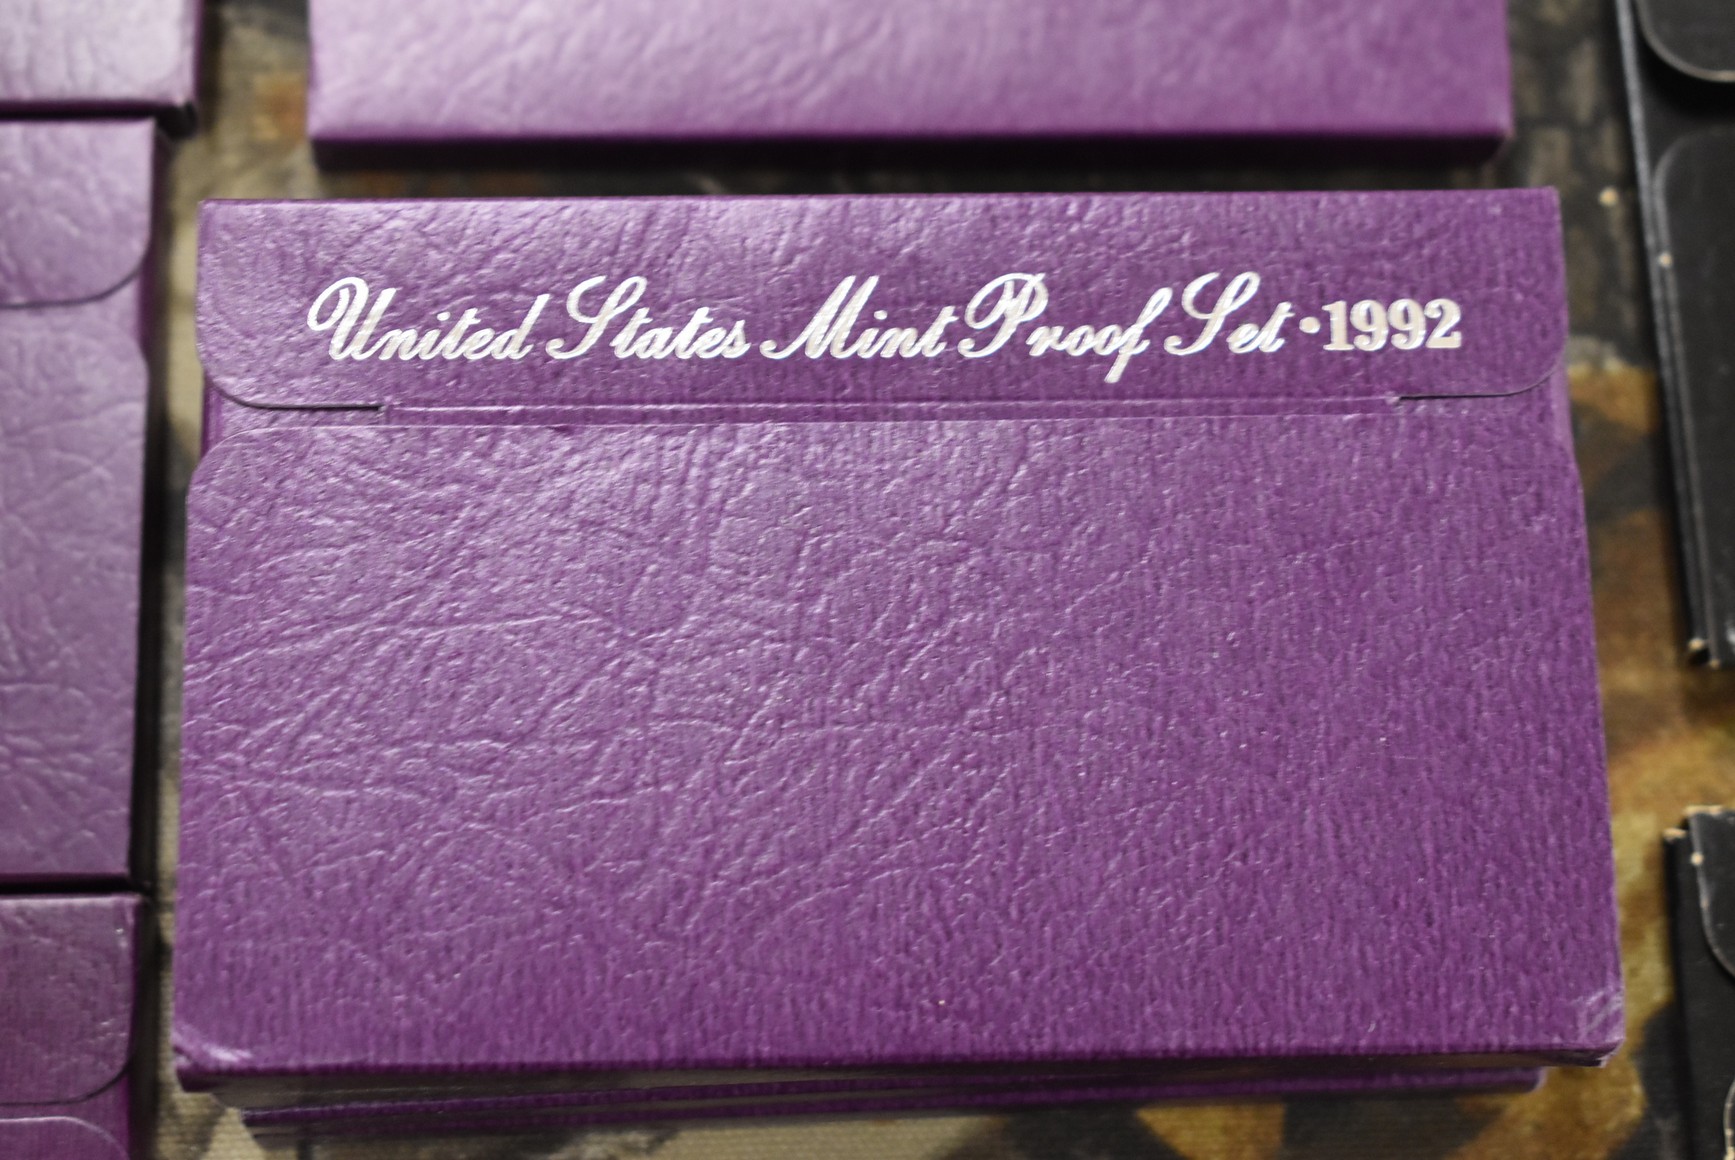 United States Mint Proof Set • 1992